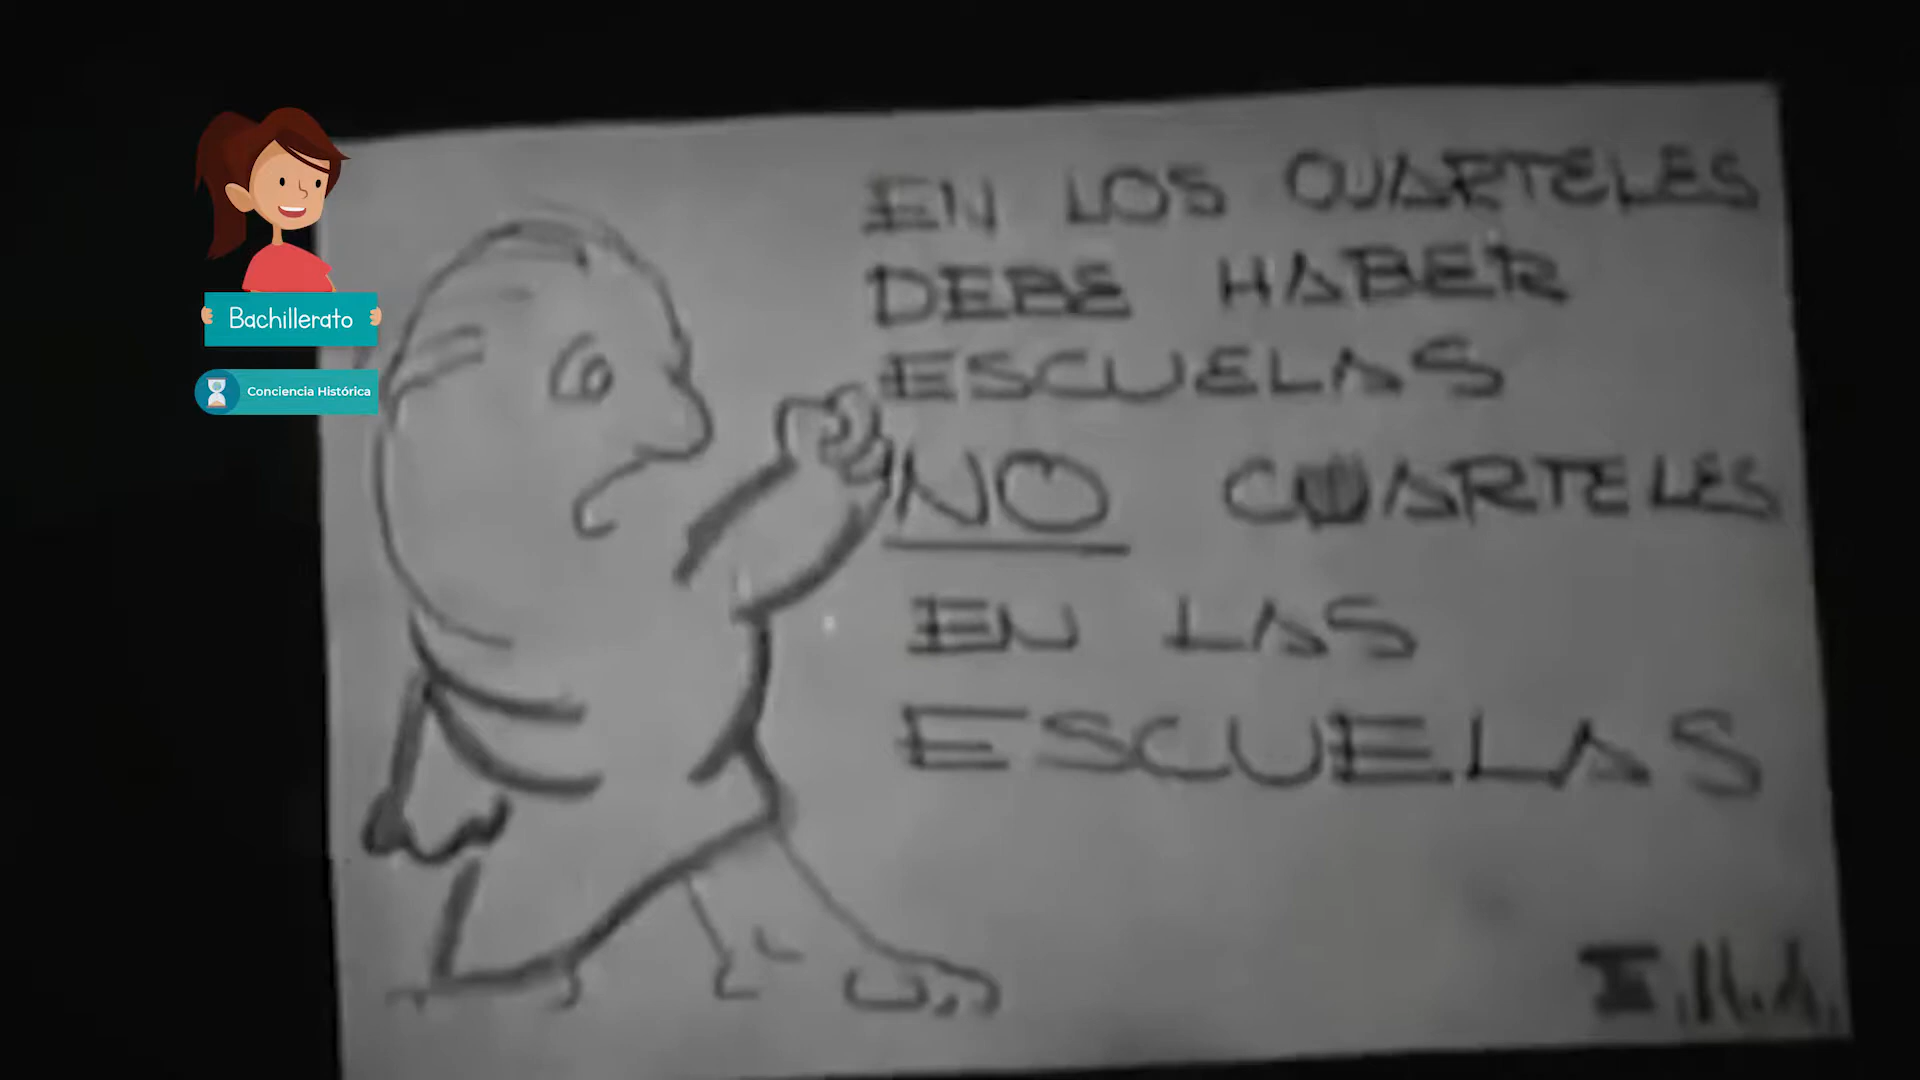 Bachillerato
Conciencia Histórica
EN LOS CUARTELES
DEBE HABER
ESCUELAS
NO CUARTELES
EN LAS
ESCUELAS